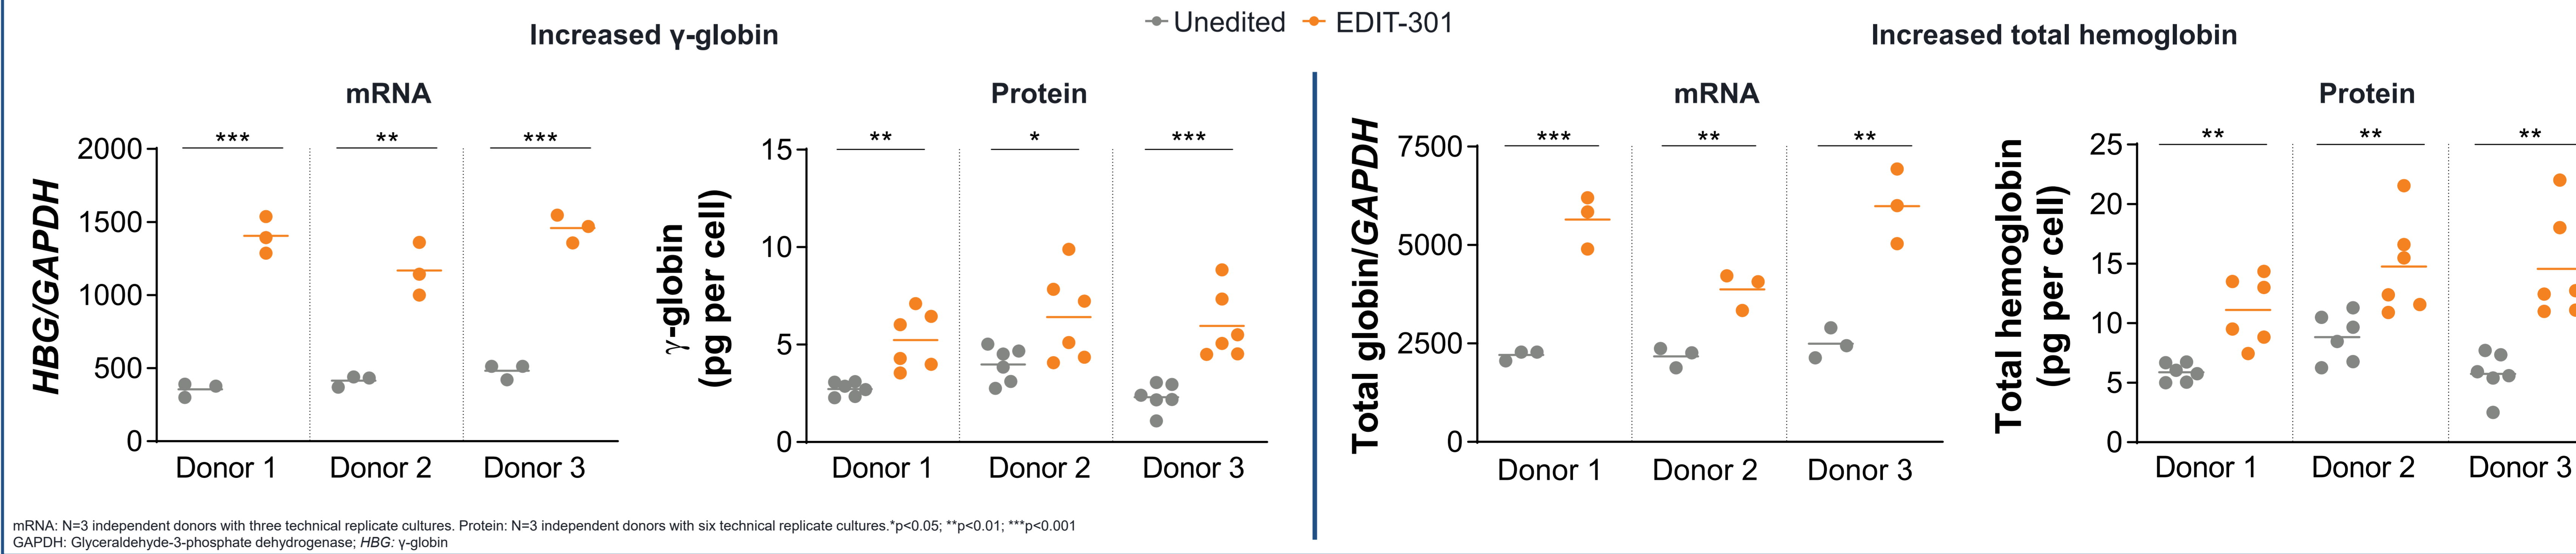 Unedited EDIT-301
Increased γ-globin
Increased total hemoglobin
mRNA
HBG/GAPDH
2000
1500
1000
500
0
*** ** ***
Donor 1 Donor 2 Donor 3
Protein
γ-globin
(pg per cell)
15
10
5
0
** * ***
Donor 1 Donor 2 Donor 3
mRNA
Total globin/GAPDH
7500
5000
2500
0
*** ** **
Donor 1 Donor 2 Donor 3
Protein
Total hemoglobin
(pg per cell)
25
20
15
10
5
0
** ** **
Donor 1 Donor 2 Donor 3
mRNA: N=3 independent donors with three technical replicate cultures. Protein: N=3 independent donors with six technical replicate cultures.*p<0.05; **p<0.01; ***p<0.001
GAPDH: Glyceraldehyde-3-phosphate dehydrogenase; HBG: γ-globin